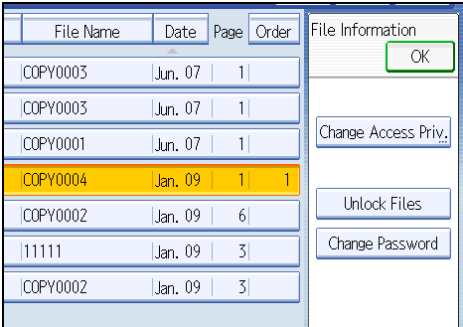 File Name Date Page Order
COPY0003 Jun. 07 1
COPY0003 Jun. 07 1
COPY0001 Jun. 07 1
COPY0004 Jan. 09 1 1
COPY0002 Jan. 09 6
11111 Jan. 09 3
COPY0002 Jan. 09 3
File Information
OK
Change Access Priv.
Unlock Files
Change Password